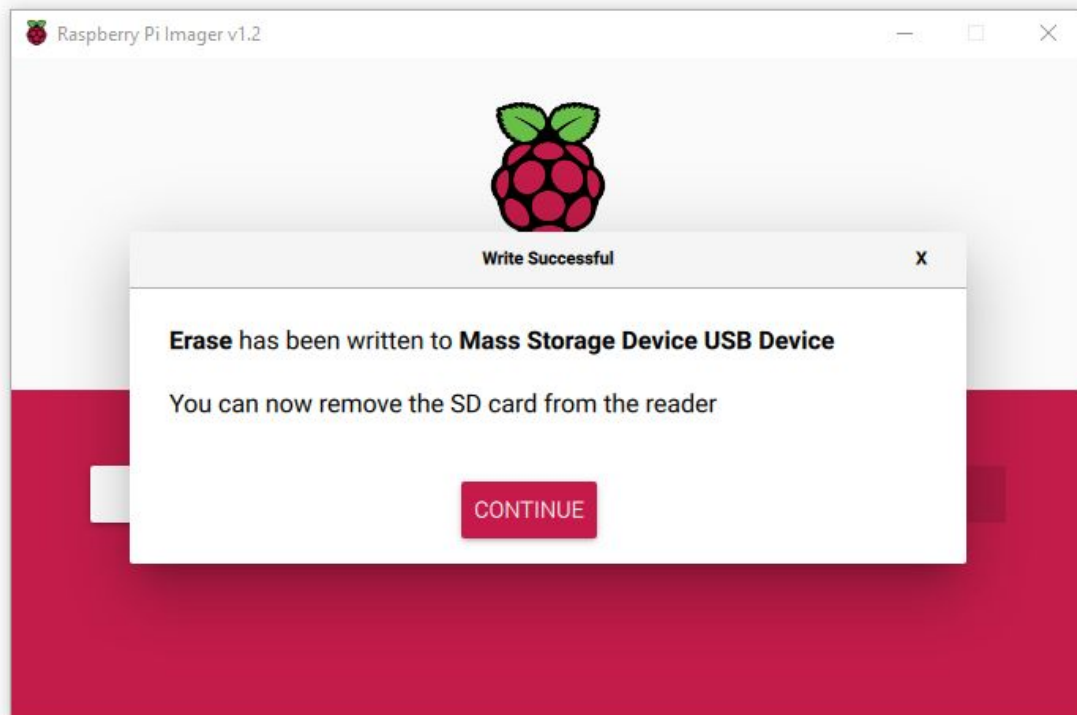 Raspberry Pi Imager v1.2
Write Successful
X
Erase has been written to Mass Storage Device USB Device
You can now remove the SD card from the reader
CONTINUE